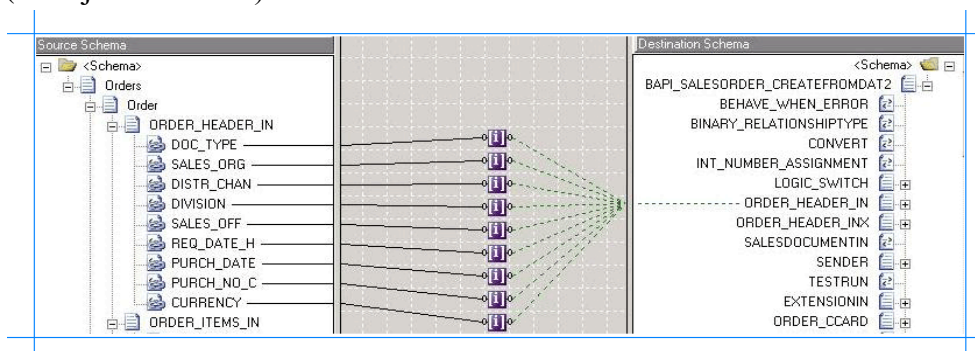 Source Schema
<Schema>
Orders
Order
ORDER_HEADER_IN
DOC_TYPE
SALES_ORG
DISTR_CHAN
DIVISION
SALES_OFF
REQ_DATE_H
PURCH_DATE
PURCH_NO_C
CURRENCY
ORDER_ITEMS_IN
Destination Schema
<Schema>
BAPI_SALESORDER_CREATEFROMDAT2
BEHAVE_WHEN_ERROR
BINARY_RELATIONSHIPTYPE
CONVERT
INT_NUMBER_ASSIGNMENT
LOGIC_SWITCH
ORDER_HEADER_IN
ORDER_HEADER_INX
SALESDOCUMENTIN
SENDER
TESTRUN
EXTENSIONIN
ORDER_CCARD